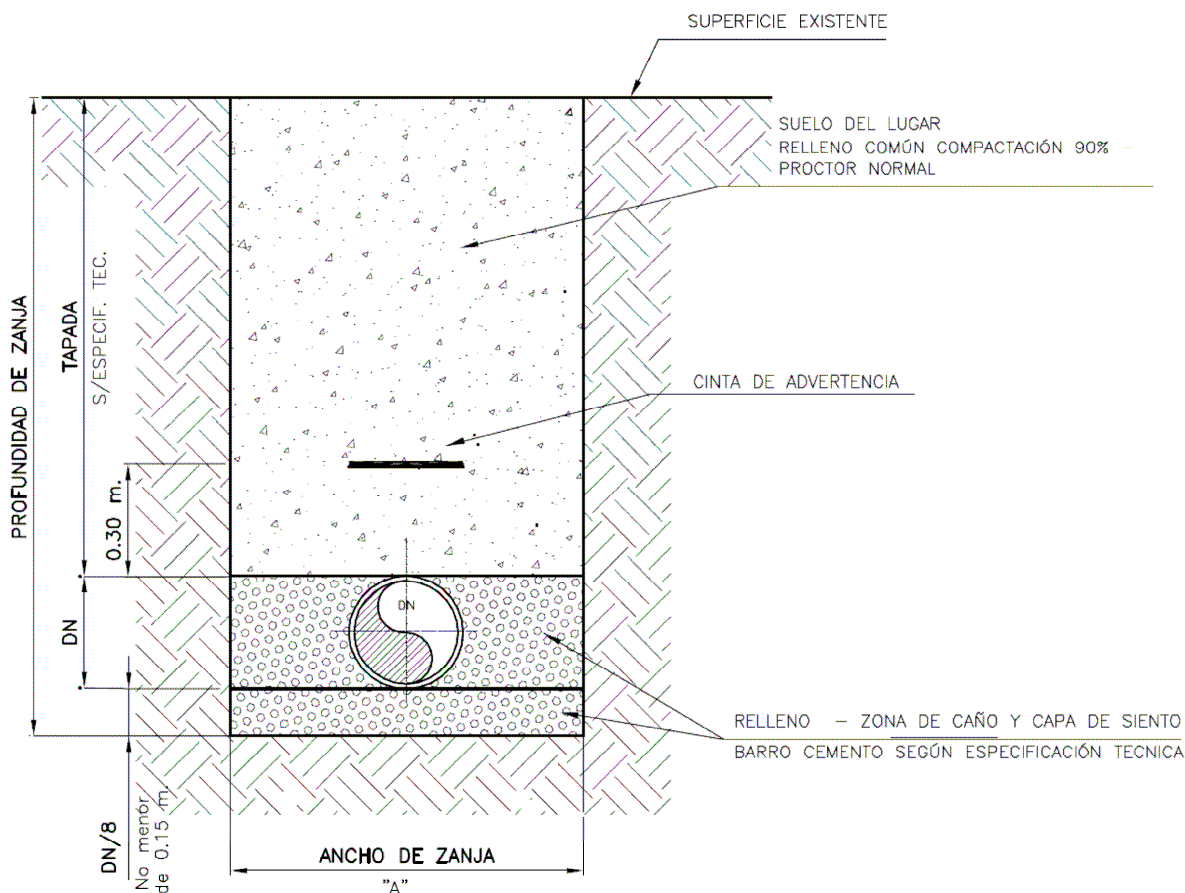 SUPERFICIE EXISTENTE
SUELO DEL LUGAR
RELLENO COMÚN COMPACTACIÓN 90%
PROCTOR NORMAL
CINTA DE ADVERTENCIA
PROFUNDIDAD DE ZANJA
TAPADA
S/ESPECIF. TEC.
0.30 m.
DN
DN
RELLENO – ZONA DE CAÑO Y CAPA DE SIENTO
BARRO CEMENTO SEGÚN ESPECIFICACIÓN TECNICA
DN/8
No menor
de 0.15 m.
ANCHO DE ZANJA
"A"